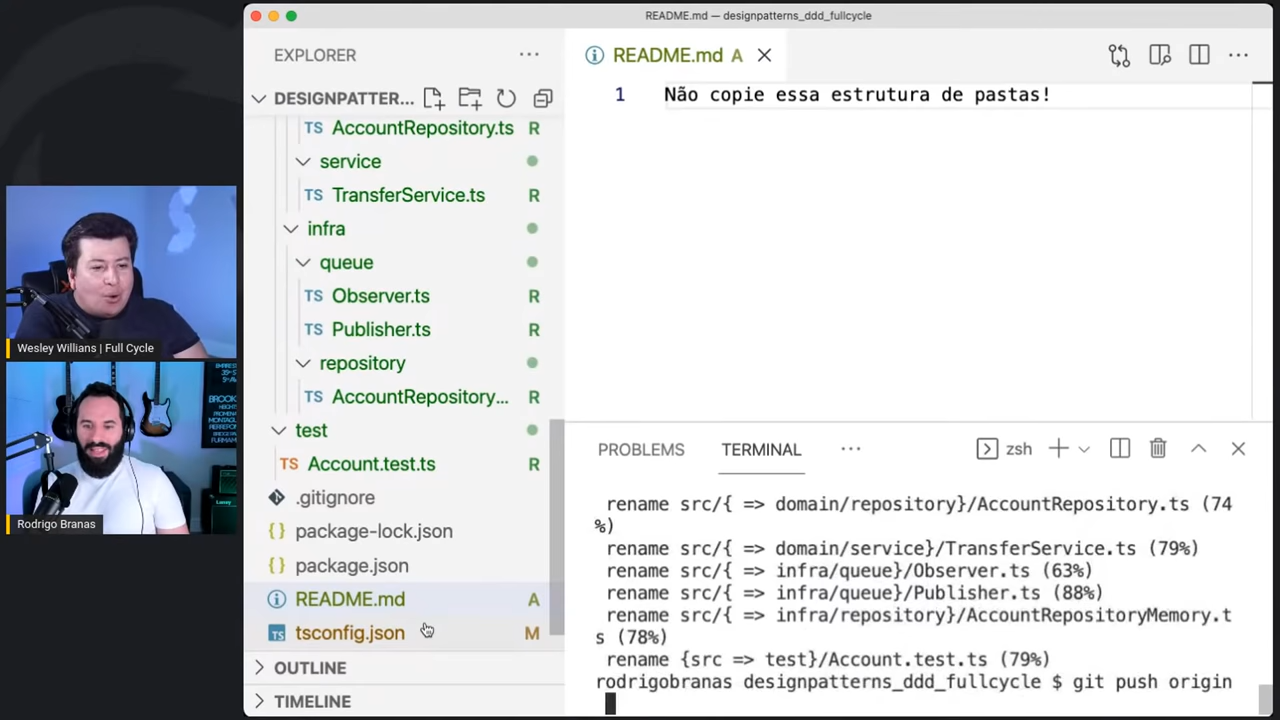 README.md — designpatterns_ddd_fullcycle
EXPLORER
DESIGNPATTER...
AccountRepository.ts R
service
TransferService.ts R
infra
queue
Observer.ts R
Publisher.ts R
repository
AccountRepository... R
test
Account.test.ts R
.gitignore
package-lock.json
package.json
README.md A
tsconfig.json M
OUTLINE
TIMELINE
README.md A
1 Não copie essa estrutura de pastas!
PROBLEMS TERMINAL ... zsh
rename src/{ => domain/repository}/AccountRepository.ts (74
%)
rename src/{ => domain/service}/TransferService.ts (79%)
rename src/{ => infra/queue}/Observer.ts (63%)
rename src/{ => infra/queue}/Publisher.ts (88%)
rename src/{ => infra/repository}/AccountRepositoryMemory.t
s (78%)
rename {src => test}/Account.test.ts (79%)
rodrigobranas designpatterns_ddd_fullcycle $ git push origin
Wesley Willians | Full Cycle
Rodrigo Branas